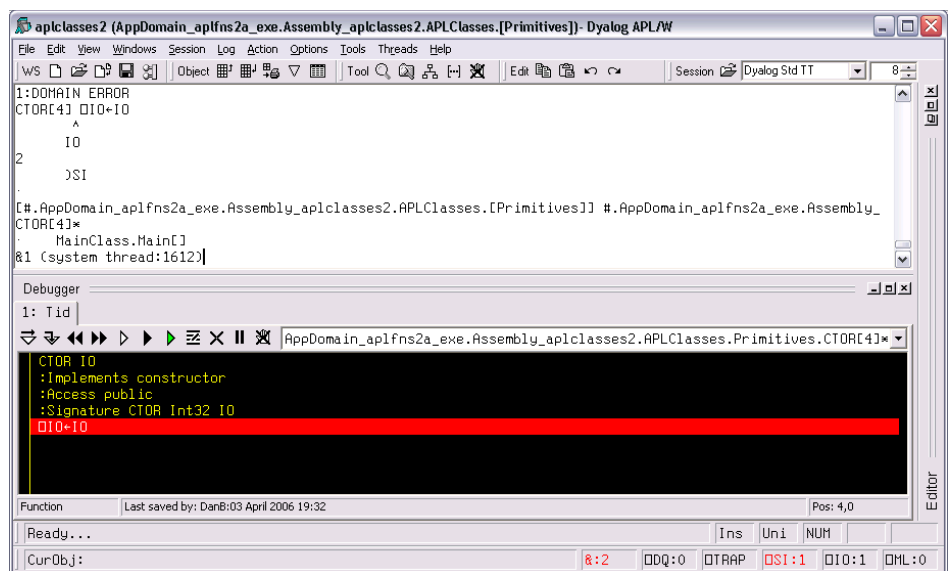 aplclasses2 (AppDomain_aplfns2a_exe.Assembly_aplclasses2.APLClasses.[Primitives])- Dyalog APL/W
File Edit View Windows Session Log Action Options Tools Threads Help
WS Object Tool Edit Session Dyalog Std TT 8
1:DOMAIN ERROR
CTOR[4] ⎕IO←IO
^
IO
2
)SI
·
[#.AppDomain_aplfns2a_exe.Assembly_aplclasses2.APLClasses.[Primitives]] #.AppDomain_aplfns2a_exe.Assembly_
CTOR[4]*
· MainClass.Main[]
&1 (system thread:1612)
Debugger
1: Tid
AppDomain_aplfns2a_exe.Assembly_aplclasses2.APLClasses.Primitives.CTOR[4]*
CTOR IO
:Implements constructor
:Access public
:Signature CTOR Int32 IO
⎕IO←IO
Function Last saved by: DanB:03 April 2006 19:32 Pos: 4,0
Editor
Ready... Ins Uni NUM
CurObj: &:2 ⎕DQ:0 ⎕TRAP ⎕SI:1 ⎕IO:1 ⎕ML:0